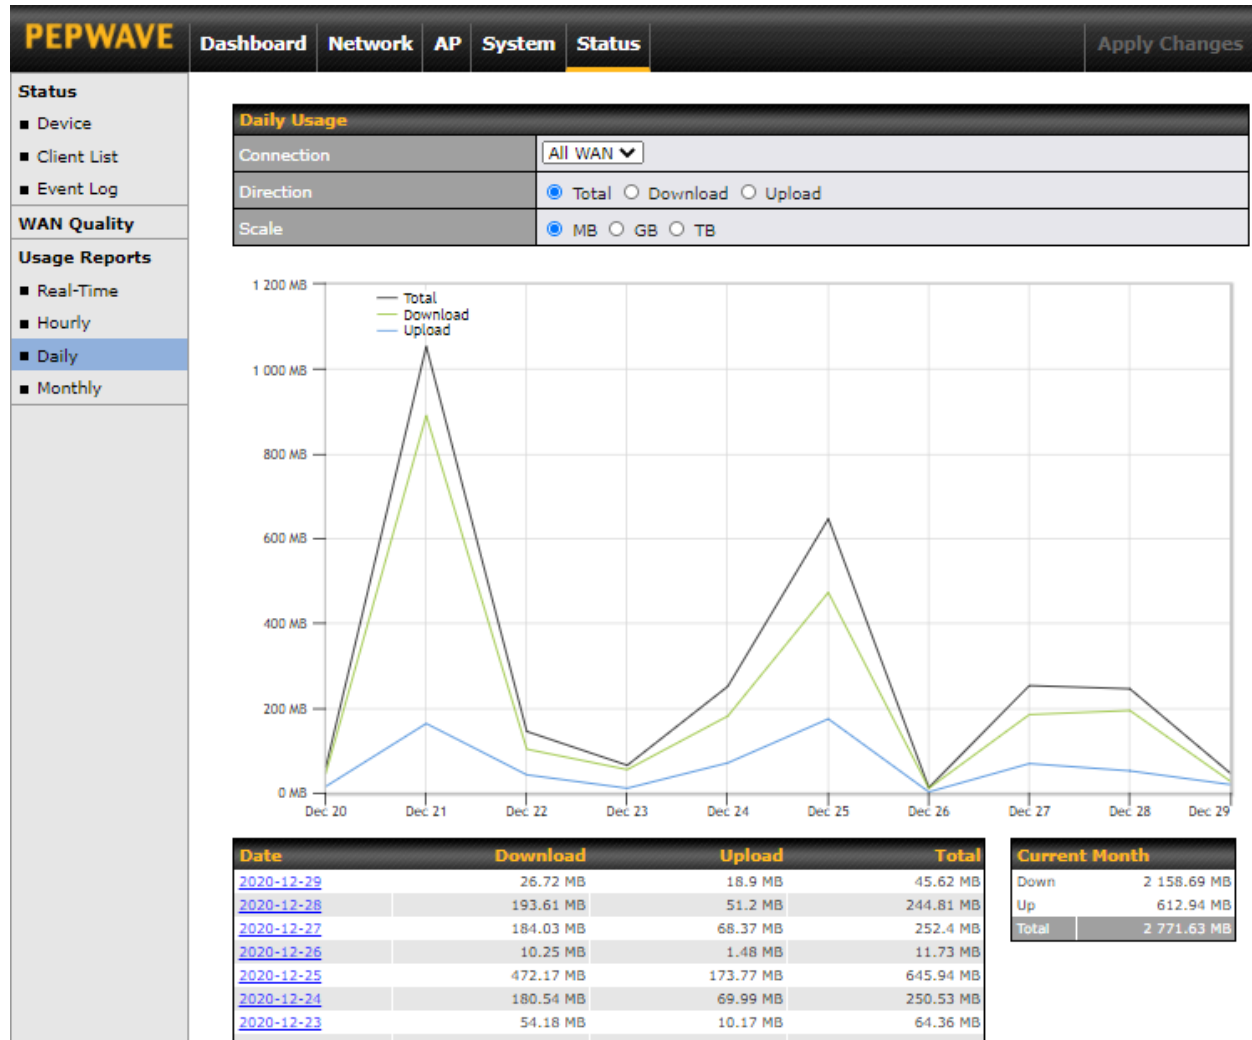 PEPWAVE
Dashboard Network AP System Status Apply Changes
Status
Device
Client List
Event Log
WAN Quality
Usage Reports
Real-Time
Hourly
Daily
Monthly
Daily Usage
Connection All WAN
Direction Total Download Upload
Scale MB GB TB
Total
Download
Upload
1 200 MB
1 000 MB
800 MB
600 MB
400 MB
200 MB
0 MB
Dec 20 Dec 21 Dec 22 Dec 23 Dec 24 Dec 25 Dec 26 Dec 27 Dec 28 Dec 29
Date Download Upload Total
2020-12-29 26.72 MB 18.9 MB 45.62 MB
2020-12-28 193.61 MB 51.2 MB 244.81 MB
2020-12-27 184.03 MB 68.37 MB 252.4 MB
2020-12-26 10.25 MB 1.48 MB 11.73 MB
2020-12-25 472.17 MB 173.77 MB 645.94 MB
2020-12-24 180.54 MB 69.99 MB 250.53 MB
2020-12-23 54.18 MB 10.17 MB 64.36 MB
Current Month
Down 2 158.69 MB
Up 612.94 MB
Total 2 771.63 MB